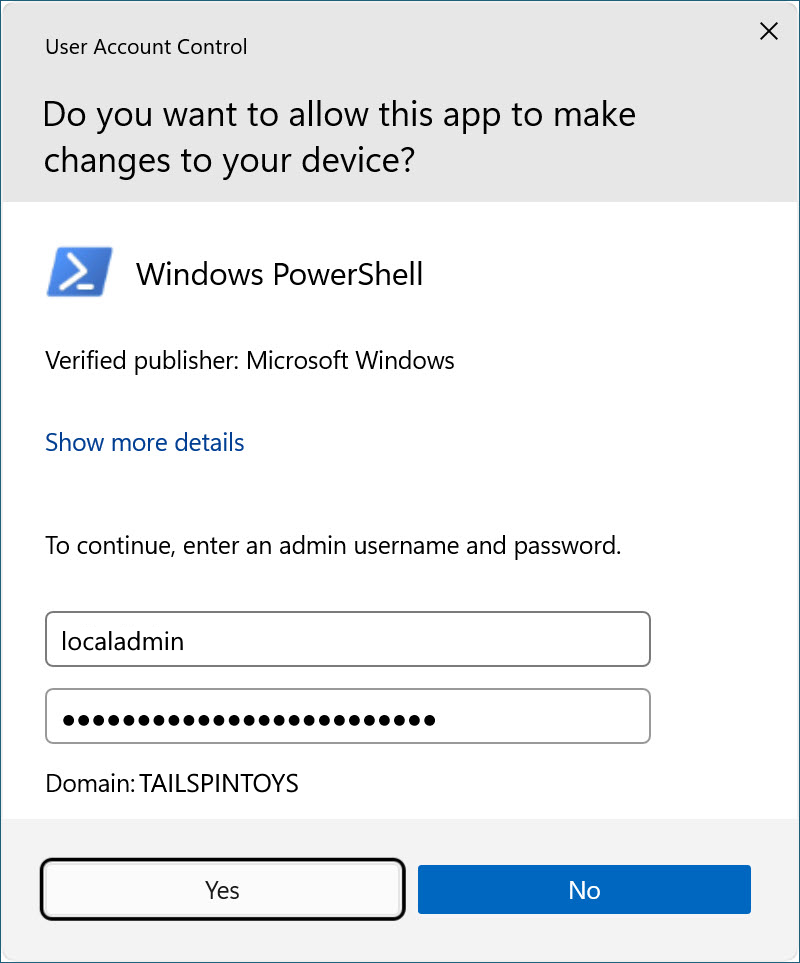 User Account Control
Do you want to allow this app to make
changes to your device?
Windows PowerShell
Verified publisher: Microsoft Windows
Show more details
To continue, enter an admin username and password.
localadmin
●●●●●●●●●●●●●●●●●●●●●●●●●
Domain: TAILSPINTOYS
Yes
No